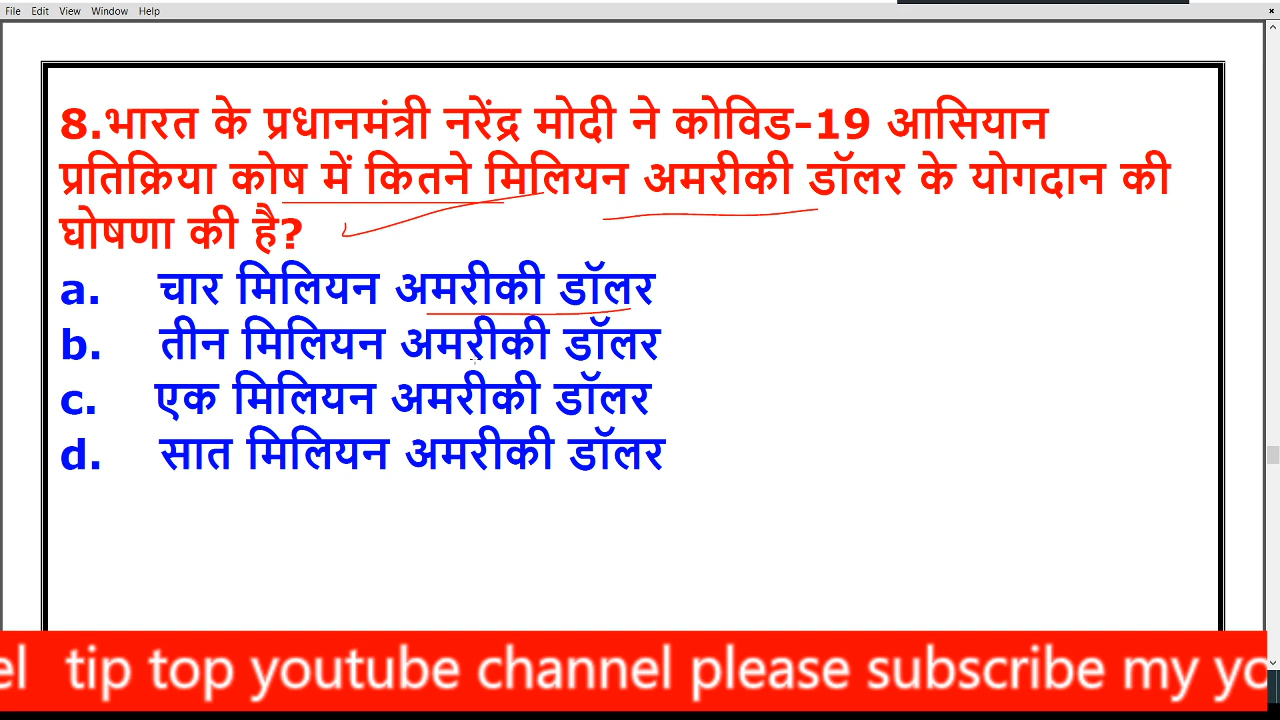 File Edit View Window Help
8.भारत के प्रधानमंत्री नरेंद्र मोदी ने कोविड-19 आसियान
प्रतिक्रिया कोष में कितने मिलियन अमरीकी डॉलर के योगदान की
घोषणा की है?
a. चार मिलियन अमरीकी डॉलर
b. तीन मिलियन अमरीकी डॉलर
c. एक मिलियन अमरीकी डॉलर
d. सात मिलियन अमरीकी डॉलर
el tip top youtube channel please subscribe my yo